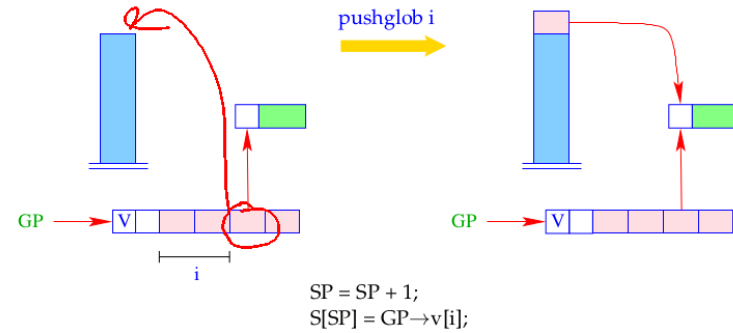 pushglob i
GP
V
i
GP
V
SP = SP + 1;
S[SP] = GP→v[i];